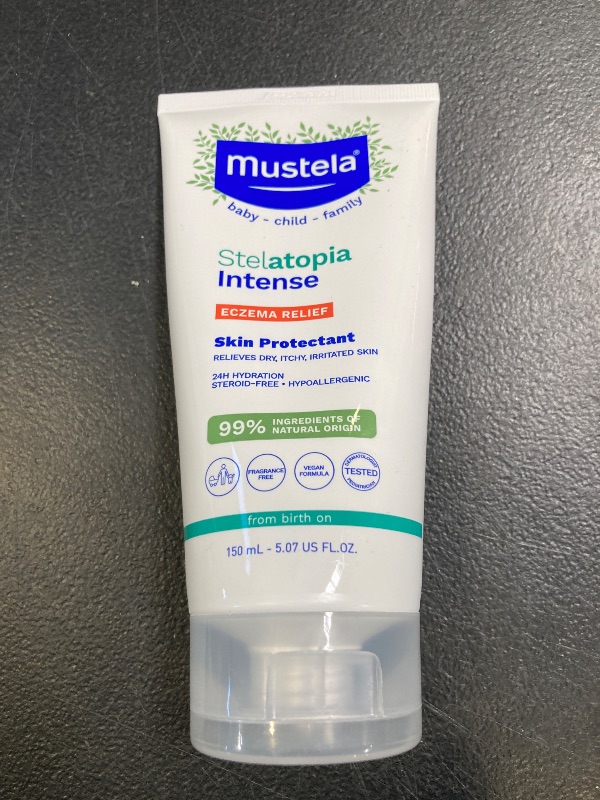 mustela®
baby - child - family
Stelatopia
Intense
ECZEMA RELIEF
Skin Protectant
RELIEVES DRY, ITCHY, IRRITATED SKIN
24H HYDRATION
STEROID-FREE • HYPOALLERGENIC
99% INGREDIENTS OF
NATURAL ORIGIN
FRAGRANCE
FREE
VEGAN
FORMULA
DERMATOLOGIST
TESTED
PEDIATRICIAN
from birth on
150 mL - 5.07 US FL.OZ.